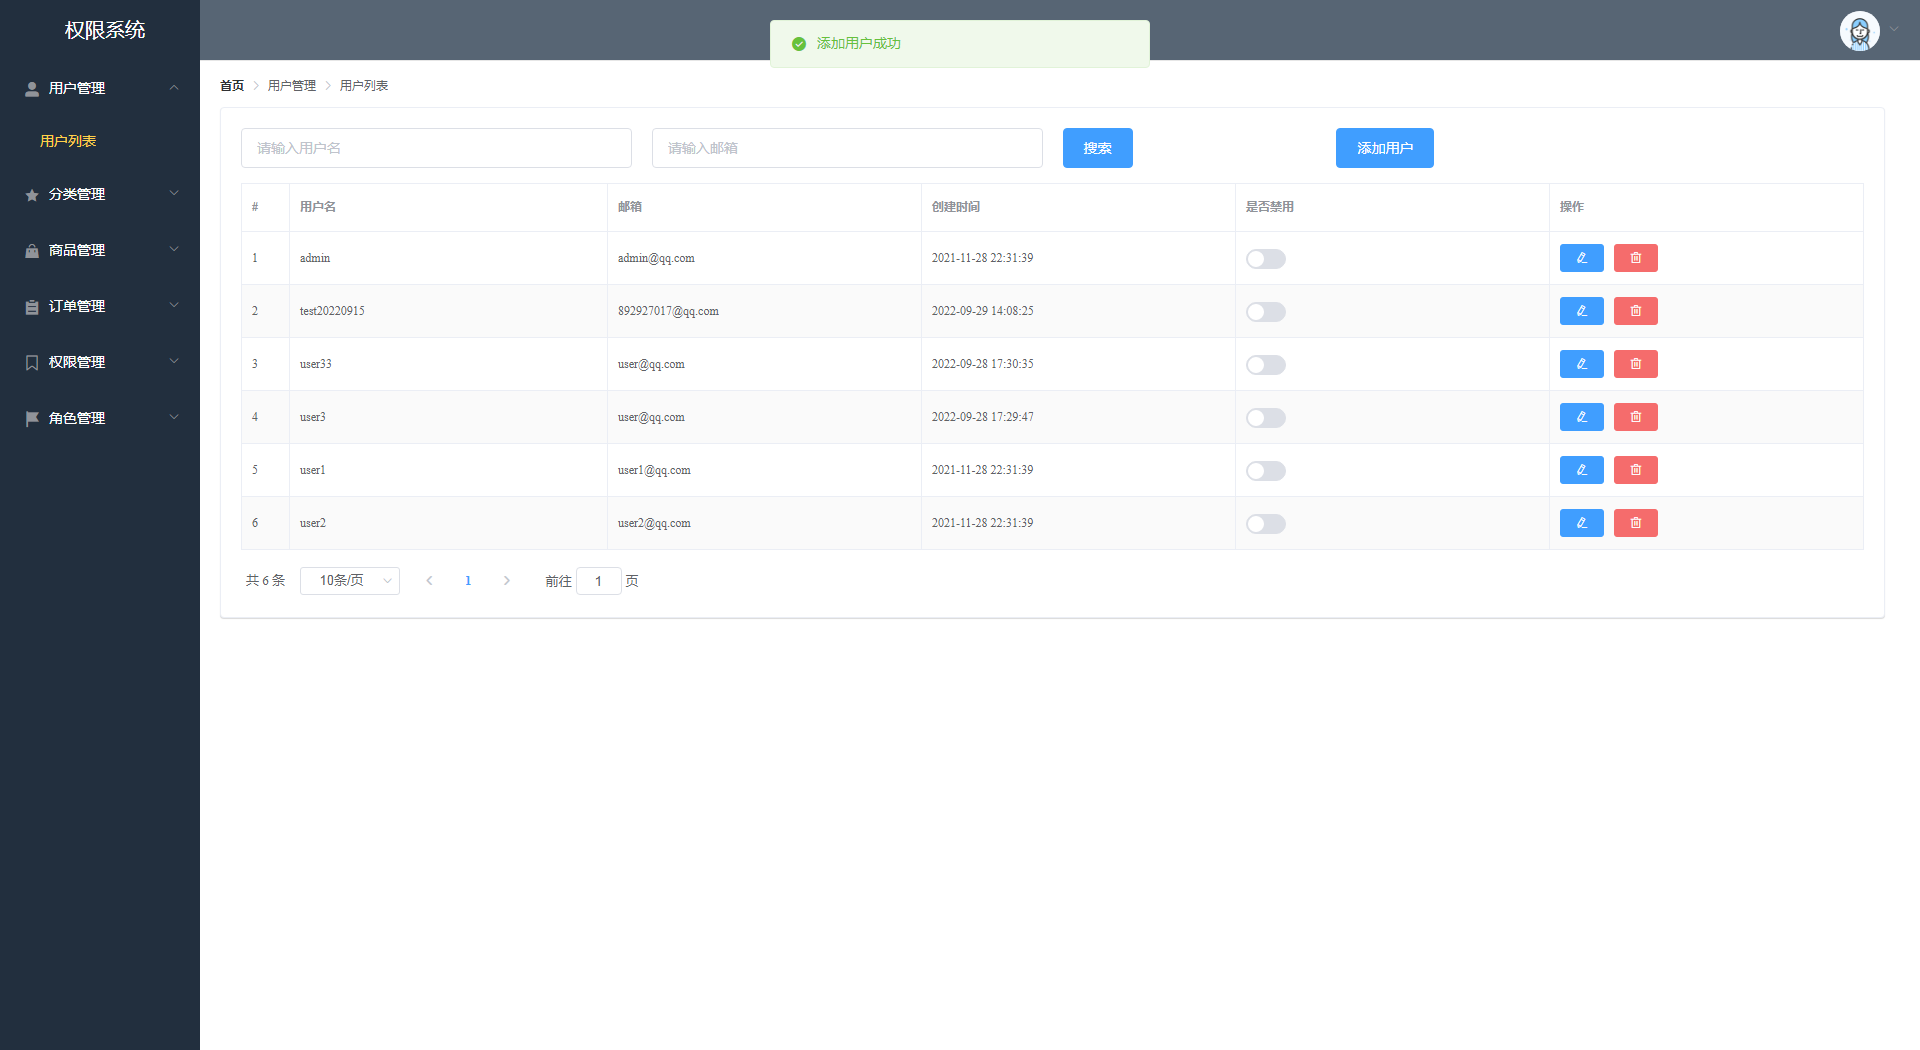 权限系统
用户管理
用户列表
分类管理
商品管理
订单管理
权限管理
角色管理
添加用户成功
首页 用户管理 用户列表
请输入用户名 请输入邮箱 搜索 添加用户
# 用户名 邮箱 创建时间 是否禁用 操作
1 admin admin@qq.com 2021-11-28 22:31:39
2 test20220915 892927017@qq.com 2022-09-29 14:08:25
3 user33 user@qq.com 2022-09-28 17:30:35
4 user3 user@qq.com 2022-09-28 17:29:47
5 user1 user1@qq.com 2021-11-28 22:31:39
6 user2 user2@qq.com 2021-11-28 22:31:39
共 6 条 10条/页 1 前往 1 页